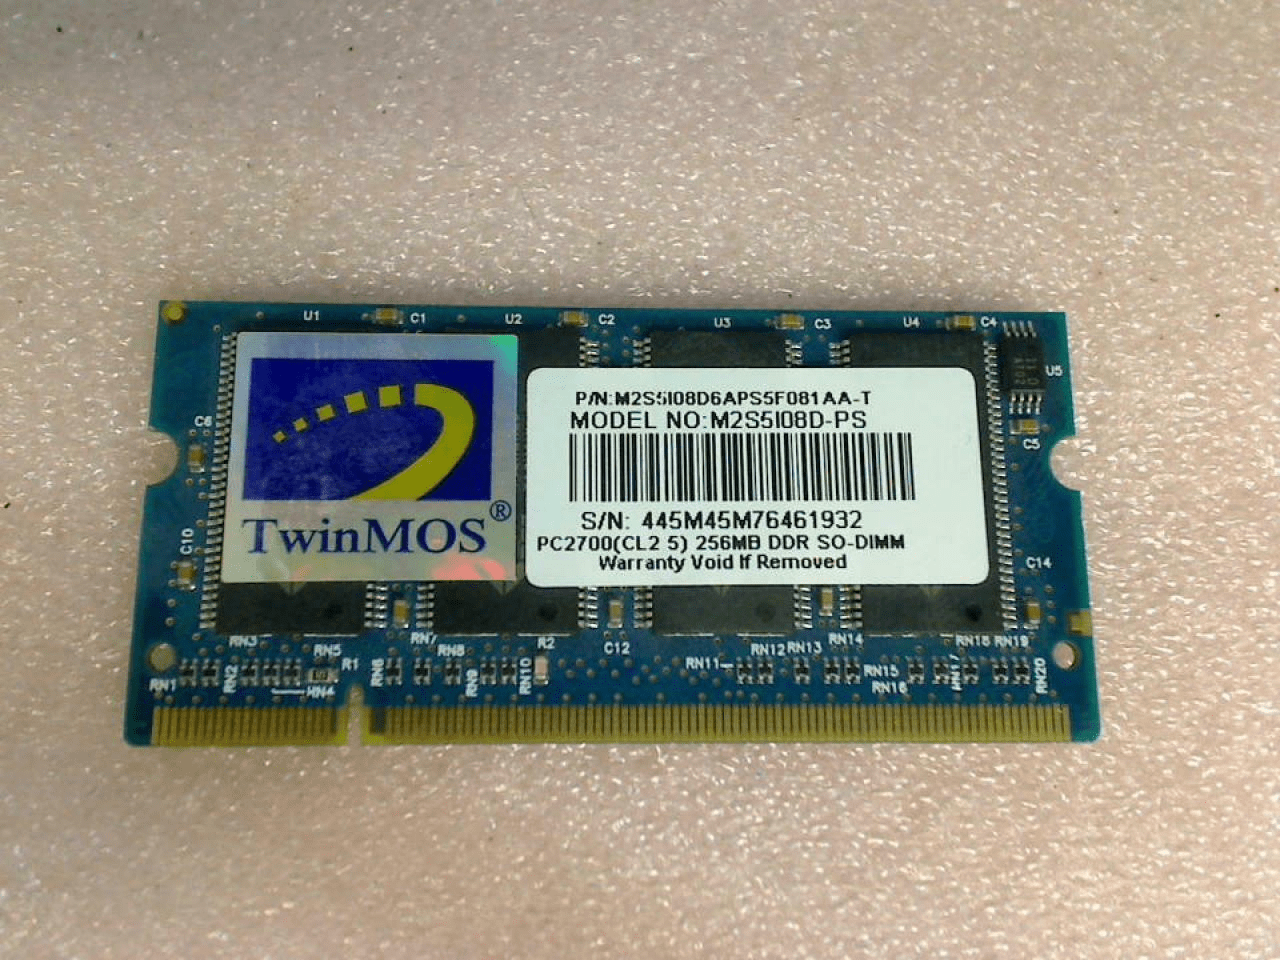 U1 C1 U2 C2 U3 C3 U4 C4
U5
C5
C6
C10
C14
TwinMOS®
P/N:M2S5I08D6APS5F081AA-T
MODEL NO:M2S5I08D-PS
S/N: 445M45M76461932
PC2700(CL2 5) 256MB DDR SO-DIMM
Warranty Void If Removed
RN3 RN5 R1 RN7 RN8 R2 C12 RN11 RN12 RN13 RN14 RN18 RN19
RN1 RN2 RN4 RN6 RN9 RN10 RN15 RN16 RN17 RN20